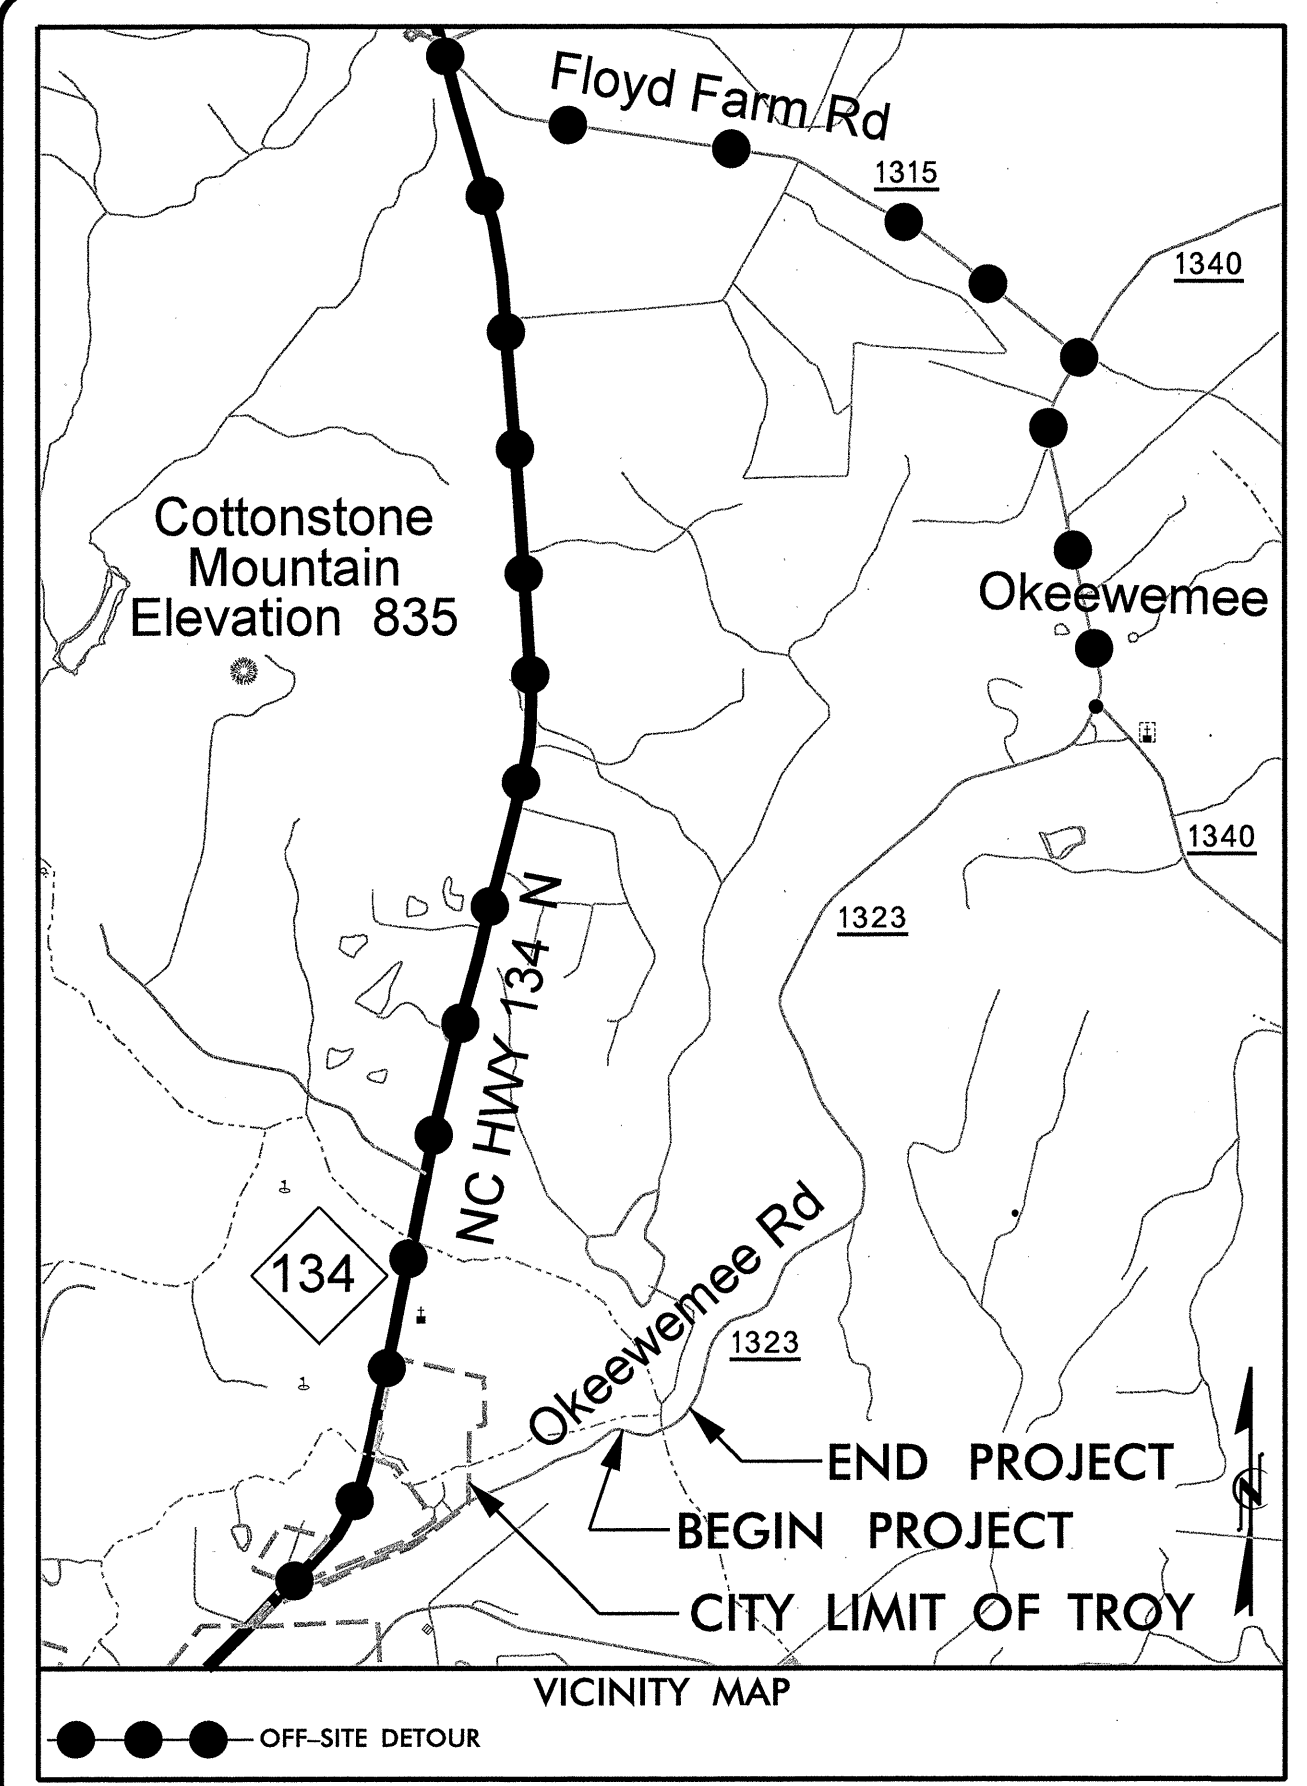 Floyd Farm Rd
1315
1340
Cottonstone
Mountain
Elevation 835
Okeewemee
1340
1323
NC HWY 134 N
134
Okeewemee Rd
1323
END PROJECT
BEGIN PROJECT
CITY LIMIT OF TROY
N
VICINITY MAP
OFF–SITE DETOUR